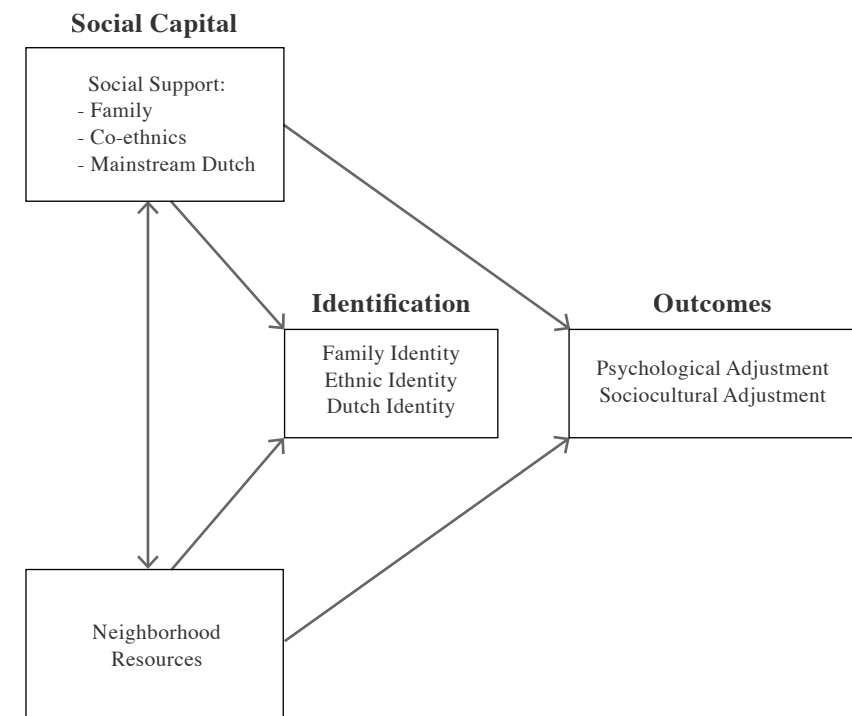 Social Capital
Social Support:
- Family
- Co-ethnics
- Mainstream Dutch
Identification
Family Identity
Ethnic Identity
Dutch Identity
Outcomes
Psychological Adjustment
Sociocultural Adjustment
Neighborhood
Resources